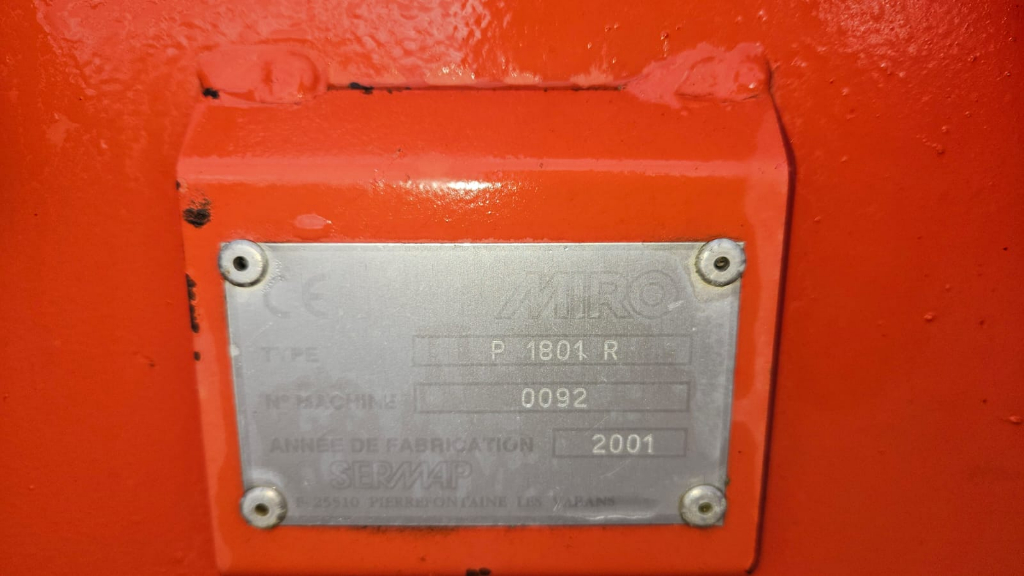 CE MIRO
TYPE P 1801 R
N° MACHINE 0092
ANNÉE DE FABRICATION 2001
SERMAP
F-25510 PIERREFONTAINE LES VARANS